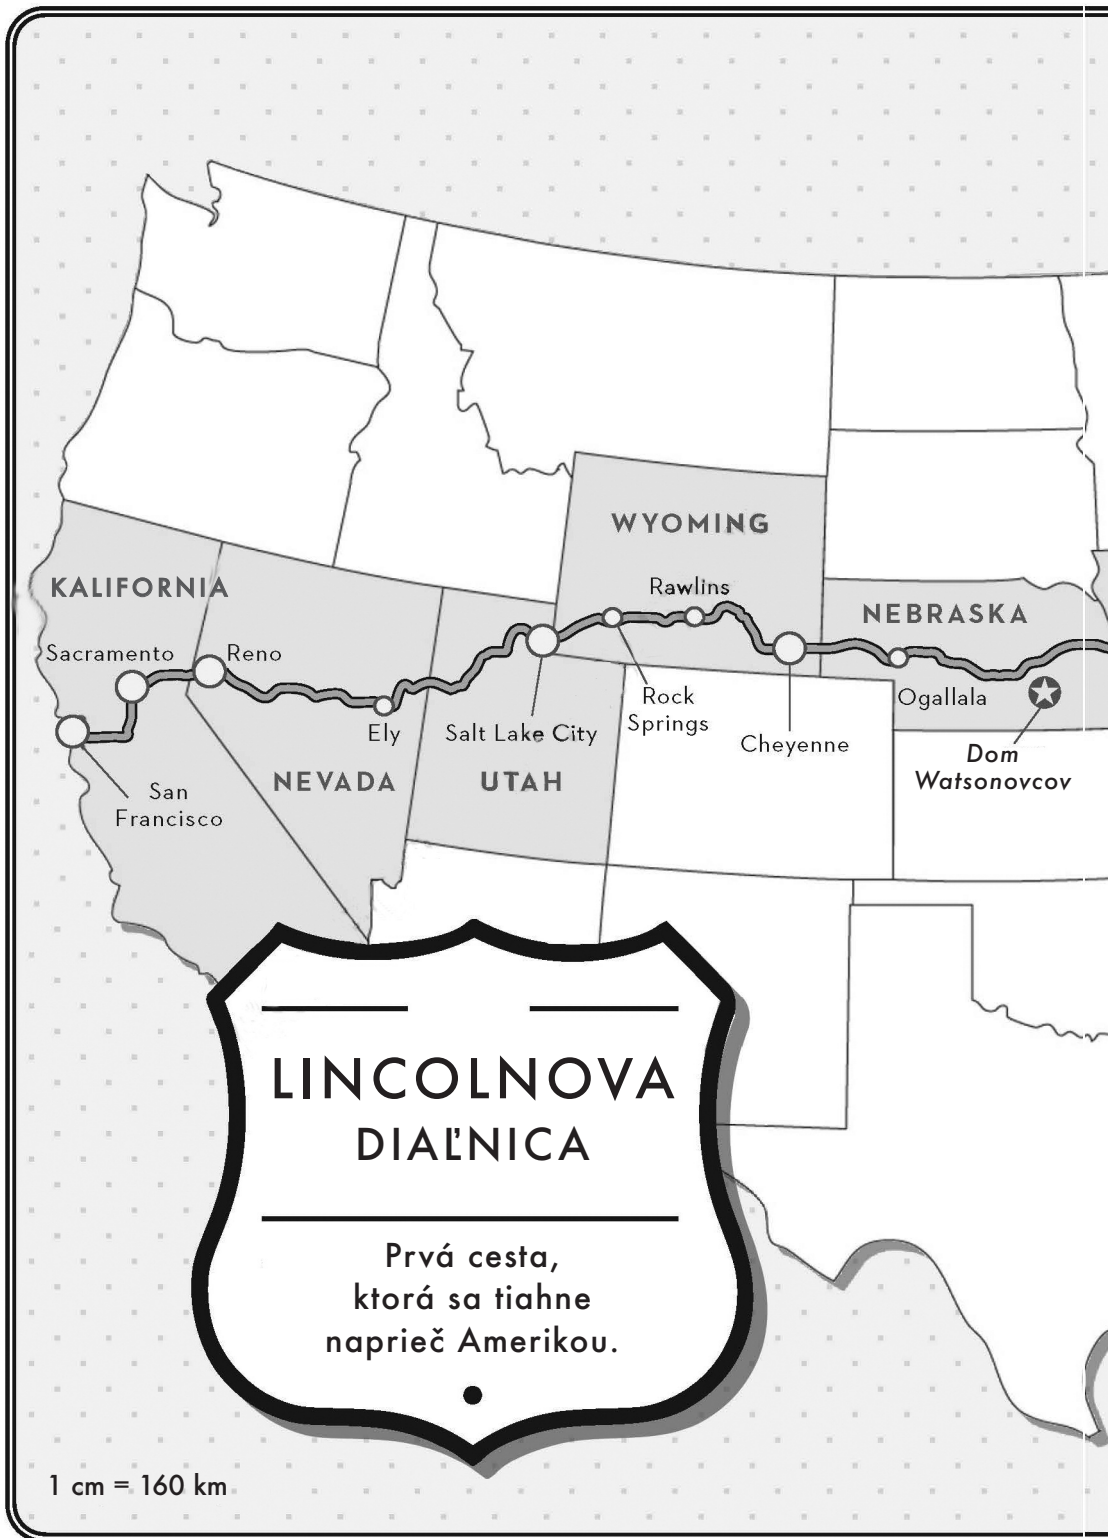 WYOMING
Rawlins
KALIFORNIA
NEBRASKA
Sacramento
Reno
Rock
Springs
Ogallala
Ely
Salt Lake City
Cheyenne
Dom
Watsonovcov
NEVADA
UTAH
San
Francisco
LINCOLNOVA
DIAĽNICA
Prvá cesta,
ktorá sa tiahne
naprieč Amerikou.
1 cm = 160 km